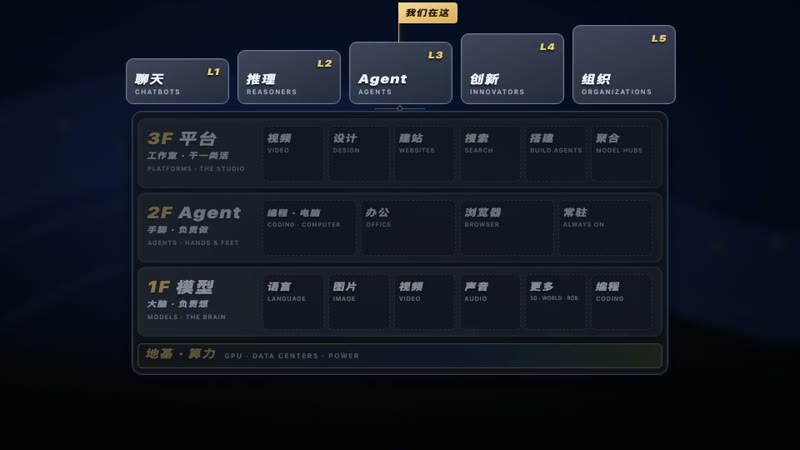 我们在这
L1
聊天
CHATBOTS
L2
推理
REASONERS
L3
Agent
AGENTS
L4
创新
INNOVATORS
L5
组织
ORGANIZATIONS
3F 平台
工作室 · 干一类活
PLATFORMS · THE STUDIO
视频
VIDEO
设计
DESIGN
建站
WEBSITES
搜索
SEARCH
搭建
BUILD AGENTS
聚合
MODEL HUBS
2F Agent
手脚 · 负责做
AGENTS · HANDS & FEET
编程 · 电脑
CODING · COMPUTER
办公
OFFICE
浏览器
BROWSER
常驻
ALWAYS ON
1F 模型
大脑 · 负责想
MODELS · THE BRAIN
语言
LANGUAGE
图片
IMAGE
视频
VIDEO
声音
AUDIO
更多
3D · WORLD · ROB
编程
CODING
地基 · 算力
GPU · DATA CENTERS · POWER